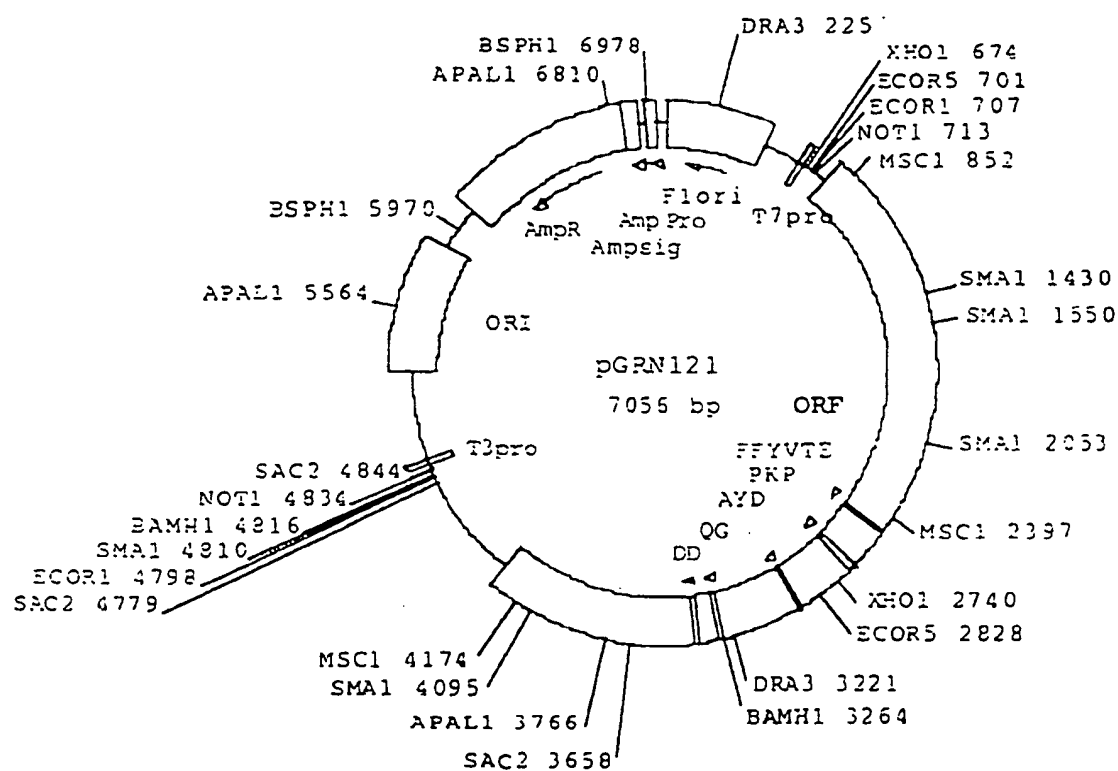 DRA3 225
BSPH1 6978
XHO1 674
APAL1 6810
ECOR5 701
ECOR1 707
NOT1 713
MSC1 852
F1ori
BSPH1 5970
AmpR
Amp Pro
T7pro
Ampsig
APAL1 5564
SMA1 1430
ORI
SMA1 1550
pGRN121
7056 bp
ORF
T3pro
FFYVTE
SMA1 2053
SAC2 4844
PKP
NOT1 4834
AYD
BAMH1 4816
QG
MSC1 2397
SMA1 4810
DD
ECOR1 4798
SAC2 4779
XHO1 2740
ECOR5 2828
MSC1 4174
SMA1 4095
DRA3 3221
APAL1 3766
BAMH1 3264
SAC2 3658